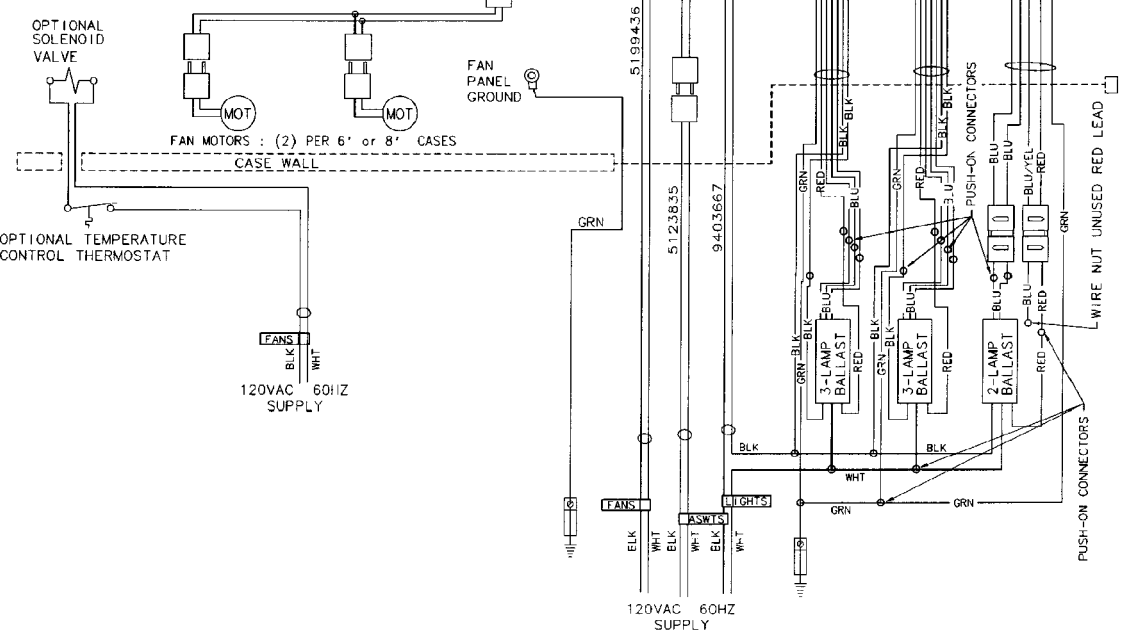 OPTIONAL
SOLENOID
VALVE
MOT
MOT
FAN MOTORS : (2) PER 6' or 8' CASES
CASE WALL
FAN
PANEL
GROUND
5199436
5123835
9403667
GRN
OPTIONAL TEMPERATURE
CONTROL THERMOSTAT
FANS
BLK
WHT
120VAC 60HZ
SUPPLY
BLK
BLK
BLK
BLK
GRN
RED
BLU
GRN
RED
BLU
PUSH-ON CONNECTORS
BLU
BLU
BLU/YEL
RED
GRN
WIRE NUT UNUSED RED LEAD
BLK
BLK
GRN
BLU
RED
3-LAMP
BALLAST
BLK
GRN
BLK
BLU
RED
3-LAMP
BALLAST
BLU
BLU
RED
RED
2-LAMP
BALLAST
PUSH-ON CONNECTORS
BLK
BLK
WHT
GRN
GRN
FANS
ASWTS
LIGHTS
BLK
WHT
BLK
WHT
BLK
WHT
120VAC 60HZ
SUPPLY